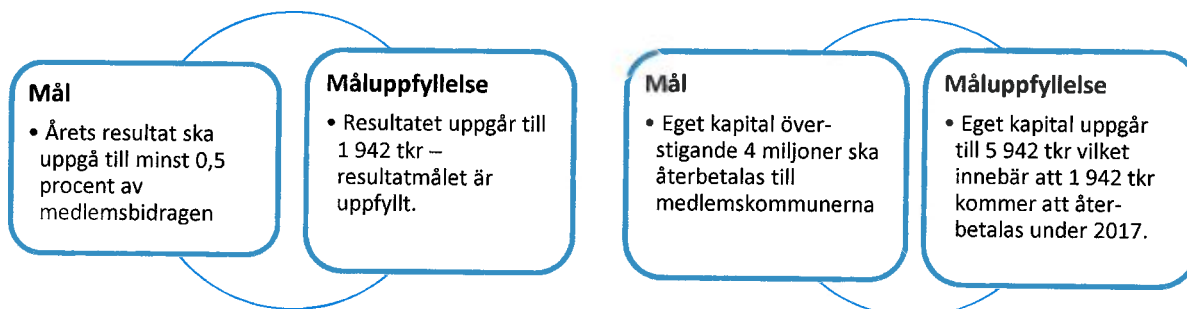 Mål
• Årets resultat ska
uppgå till minst 0,5
procent av
medlemsbidragen
Måluppfyllelse
• Resultatet uppgår till
1 942 tkr –
resultatmålet är
uppfyllt.
Mål
• Eget kapital över-
stigande 4 miljoner ska
återbetalas till
medlemskommunerna
Måluppfyllelse
• Eget kapital uppgår
till 5 942 tkr vilket
innebär att 1 942 tkr
kommer att åter-
betalas under 2017.